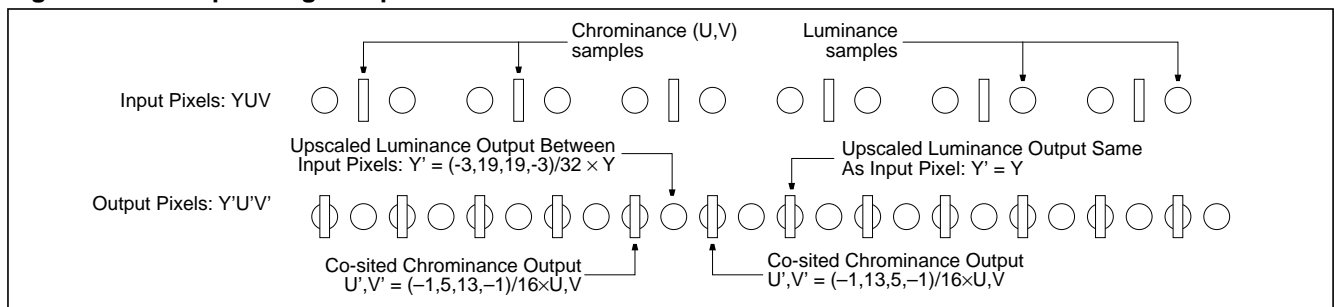 Chrominance (U,V)
samples
Luminance
samples
Input Pixels: YUV
Upscaled Luminance Output Between
Input Pixels: Y' = (-3,19,19,-3)/32 × Y
Upscaled Luminance Output Same
As Input Pixel: Y' = Y
Output Pixels: Y'U'V'
Co-sited Chrominance Output
U',V' = (–1,5,13,–1)/16×U,V
Co-sited Chrominance Output
U',V' = (–1,13,5,–1)/16×U,V